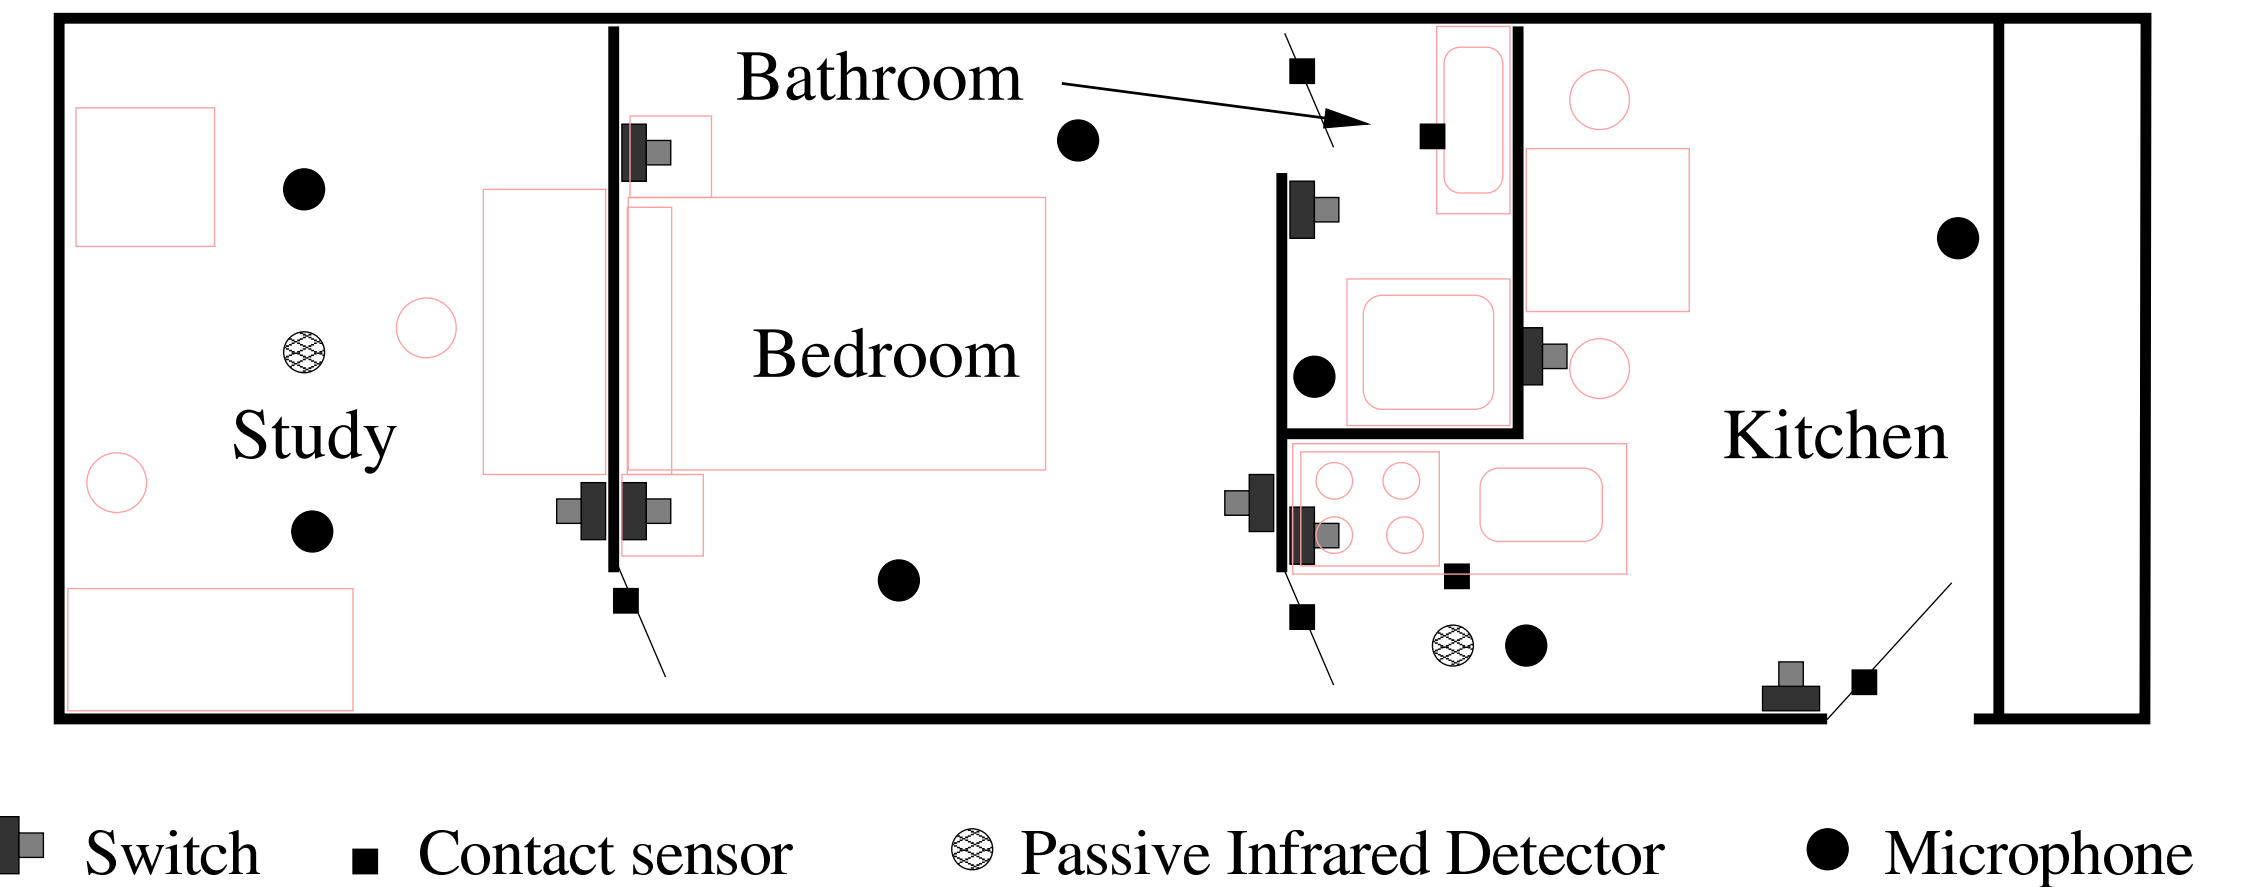 Bathroom
Bedroom
Study
Kitchen
Switch
Contact sensor
Passive Infrared Detector
Microphone